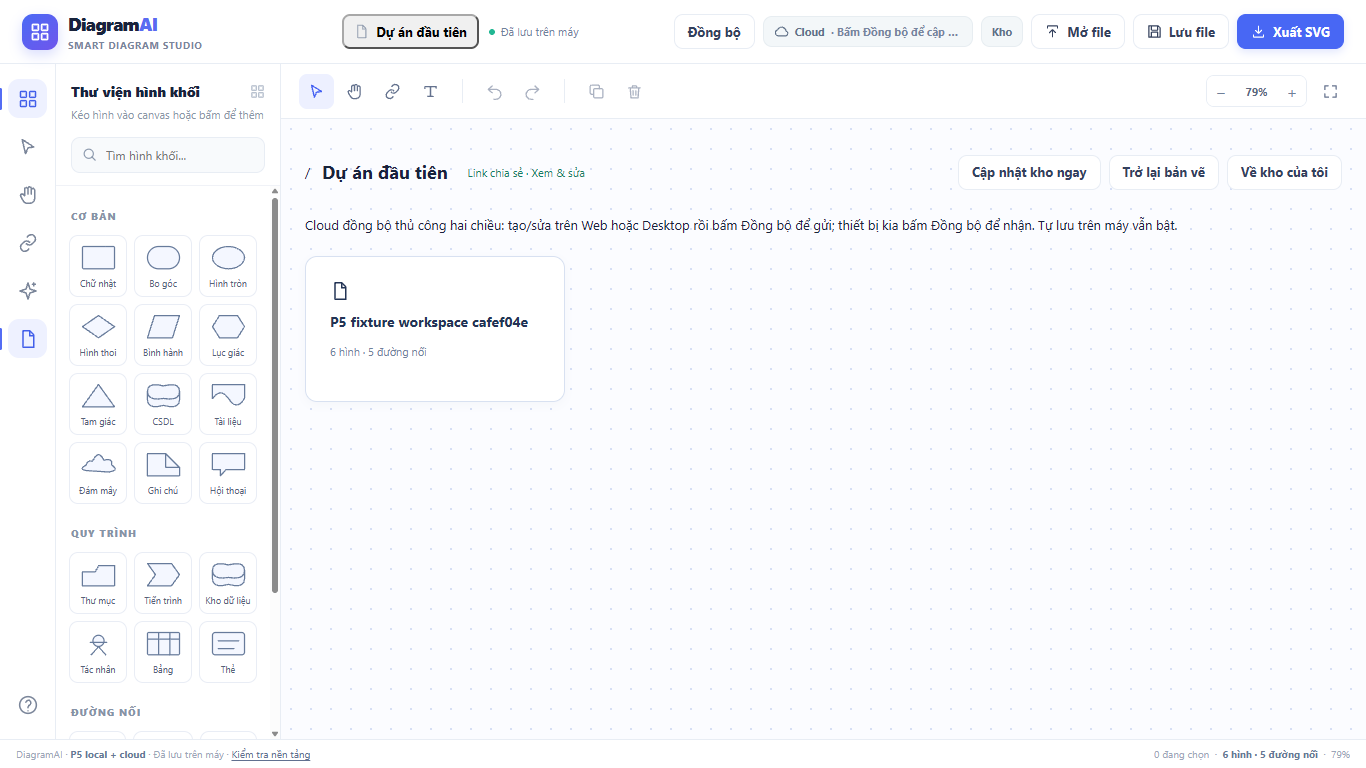 DiagramAI
SMART DIAGRAM STUDIO
Dự án đầu tiên
Đã lưu trên máy
Đồng bộ
Cloud · Bấm Đồng bộ để cập ...
Kho
Mở file
Lưu file
Xuất SVG
Thư viện hình khối
Kéo hình vào canvas hoặc bấm để thêm
Tìm hình khối...
79%
/ Dự án đầu tiên
Link chia sẻ · Xem & sửa
Cập nhật kho ngay
Trở lại bản vẽ
Về kho của tôi
Cloud đồng bộ thủ công hai chiều: tạo/sửa trên Web hoặc Desktop rồi bấm Đồng bộ để gửi; thiết bị kia bấm Đồng bộ để nhận. Tự lưu trên máy vẫn bật.
P5 fixture workspace cafef04e
6 hình · 5 đường nối
CƠ BẢN
Chữ nhật
Bo góc
Hình tròn
Hình thoi
Bình hành
Lục giác
Tam giác
CSDL
Tài liệu
Đám mây
Ghi chú
Hội thoại
QUY TRÌNH
Thư mục
Tiến trình
Kho dữ liệu
Tác nhân
Bảng
Thẻ
ĐƯỜNG NỐI
DiagramAI · P5 local + cloud · Đã lưu trên máy · Kiểm tra nền tảng
0 đang chọn · 6 hình · 5 đường nối · 79%